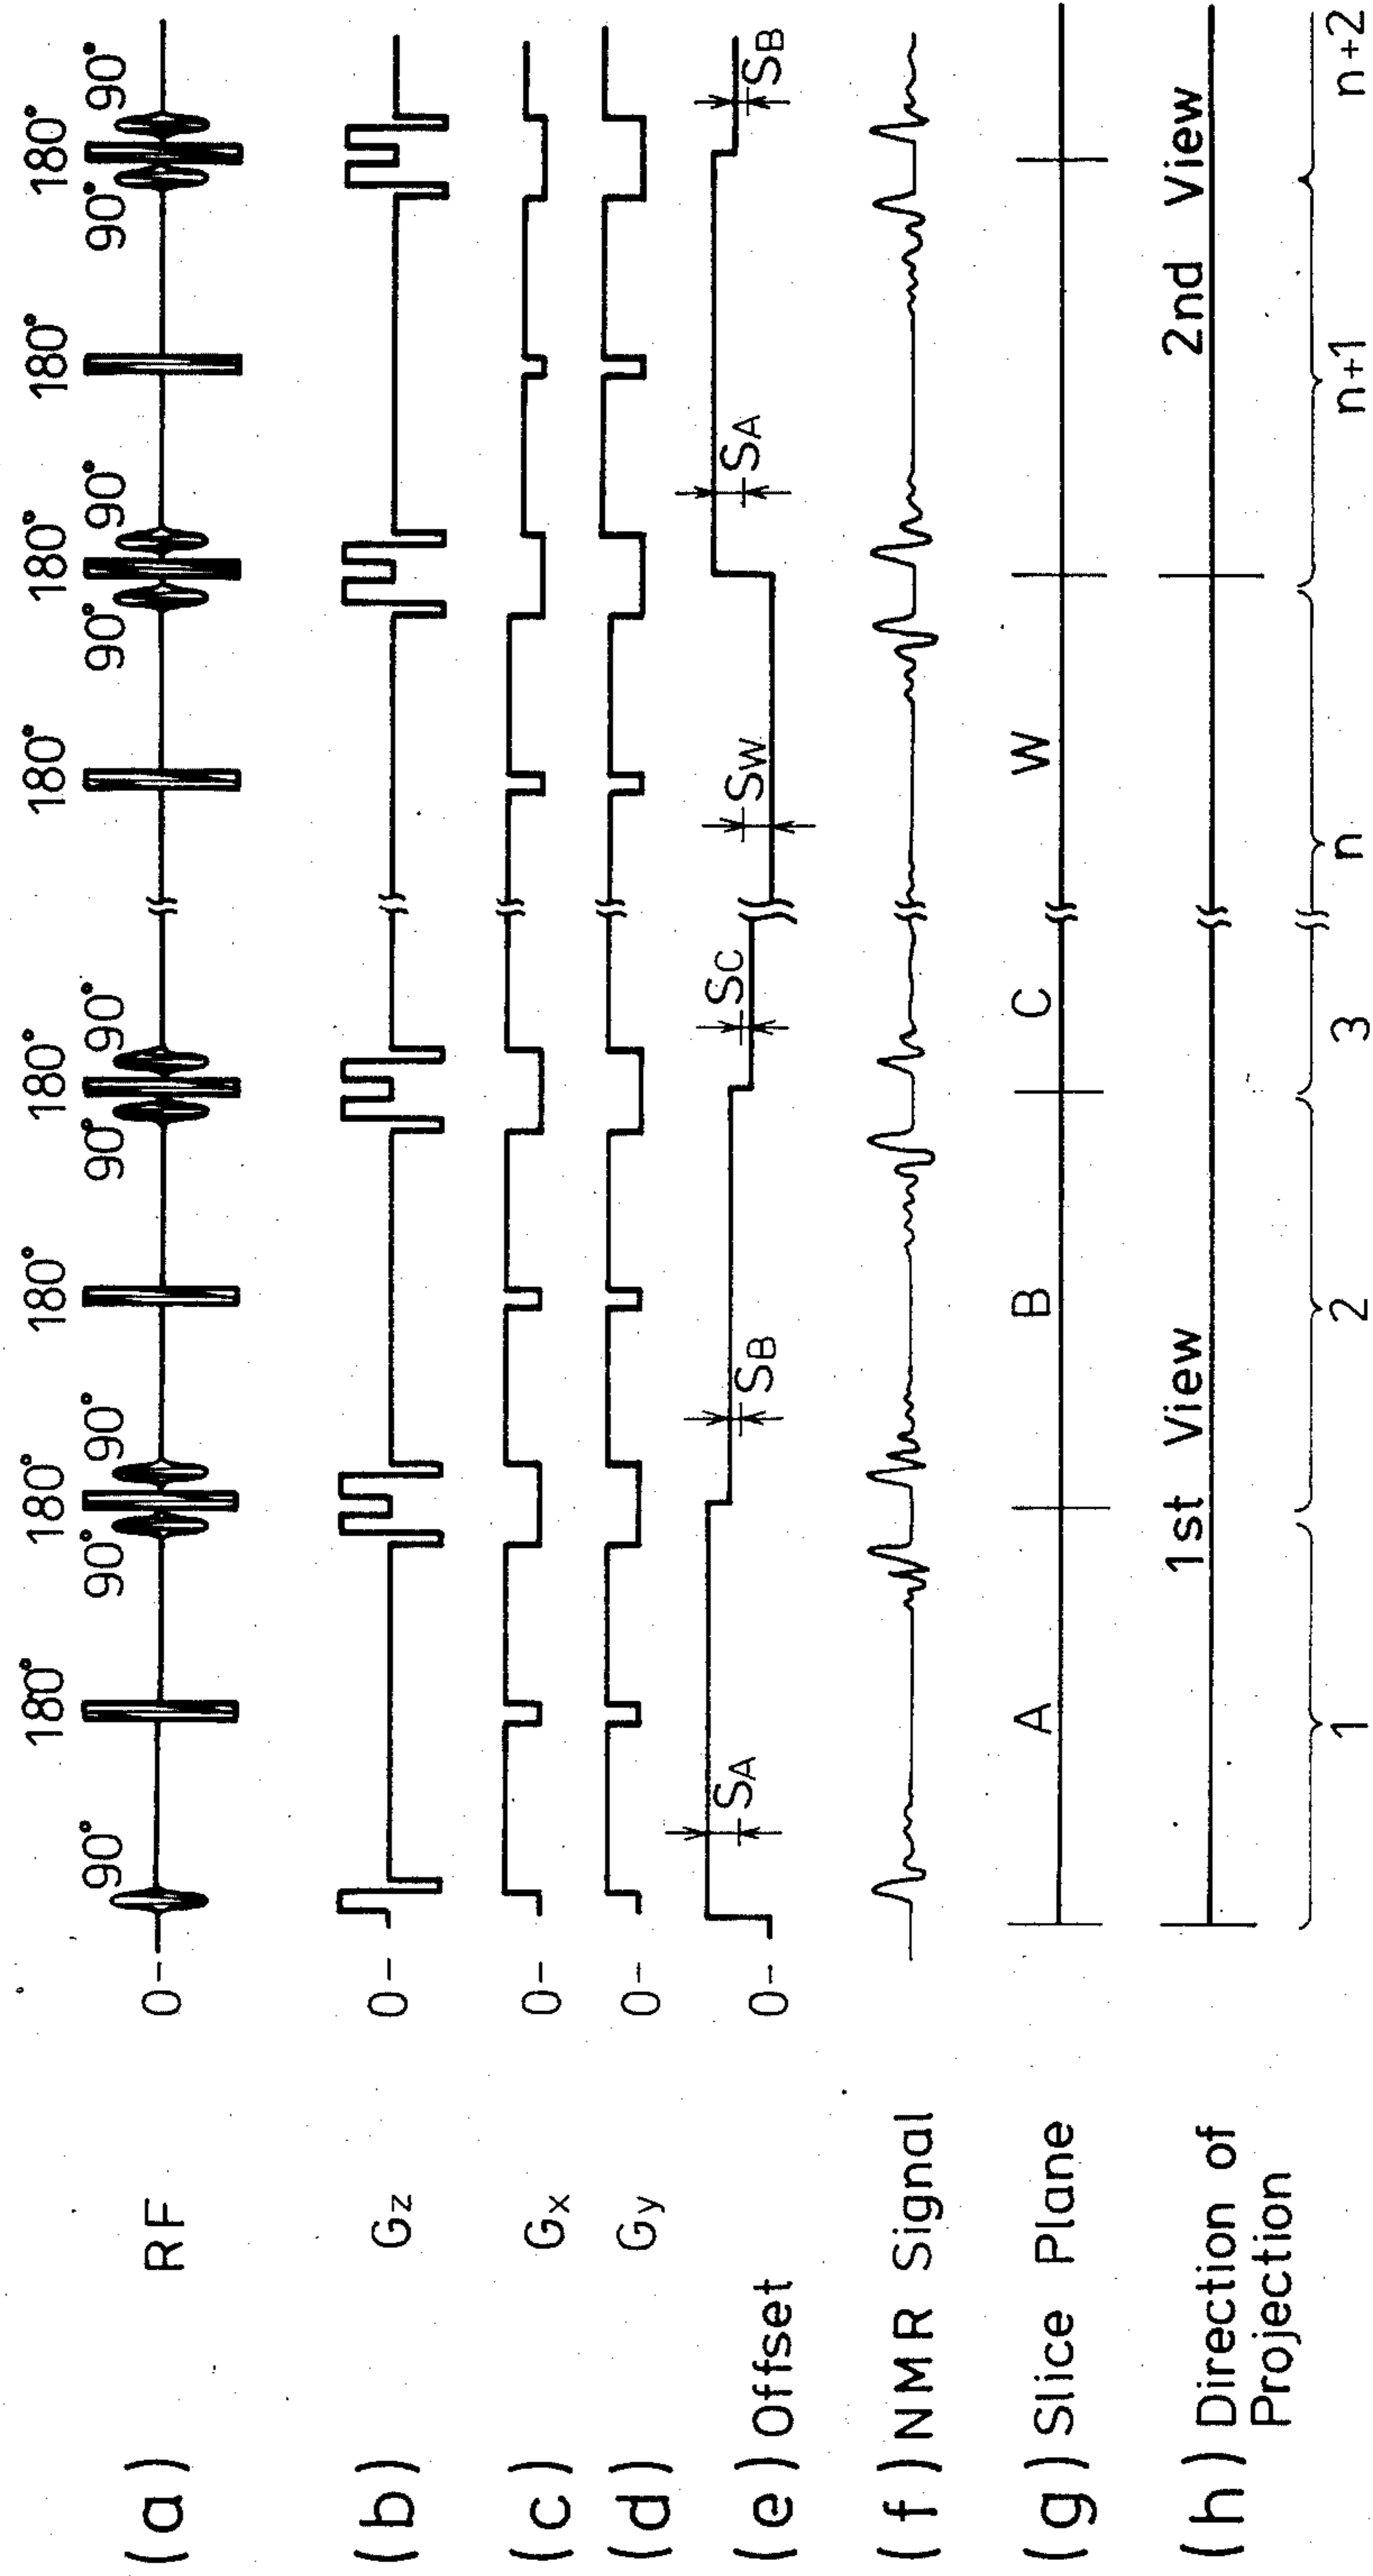 (a) RF 0- 90° 180° 90° 180° 90° 180° 90° 180° 90° 180° 90° 180° 90° 180° 90° 180° 90°
(b) Gz 0-
(c) Gx 0-
(d) Gy 0-
(e) Offset 0- SA SB SC SW SA SB
(f) NMR Signal
(g) Slice Plane A B C W
(h) Direction of Projection 1st View 2nd View
1 2 3 n n+1 n+2